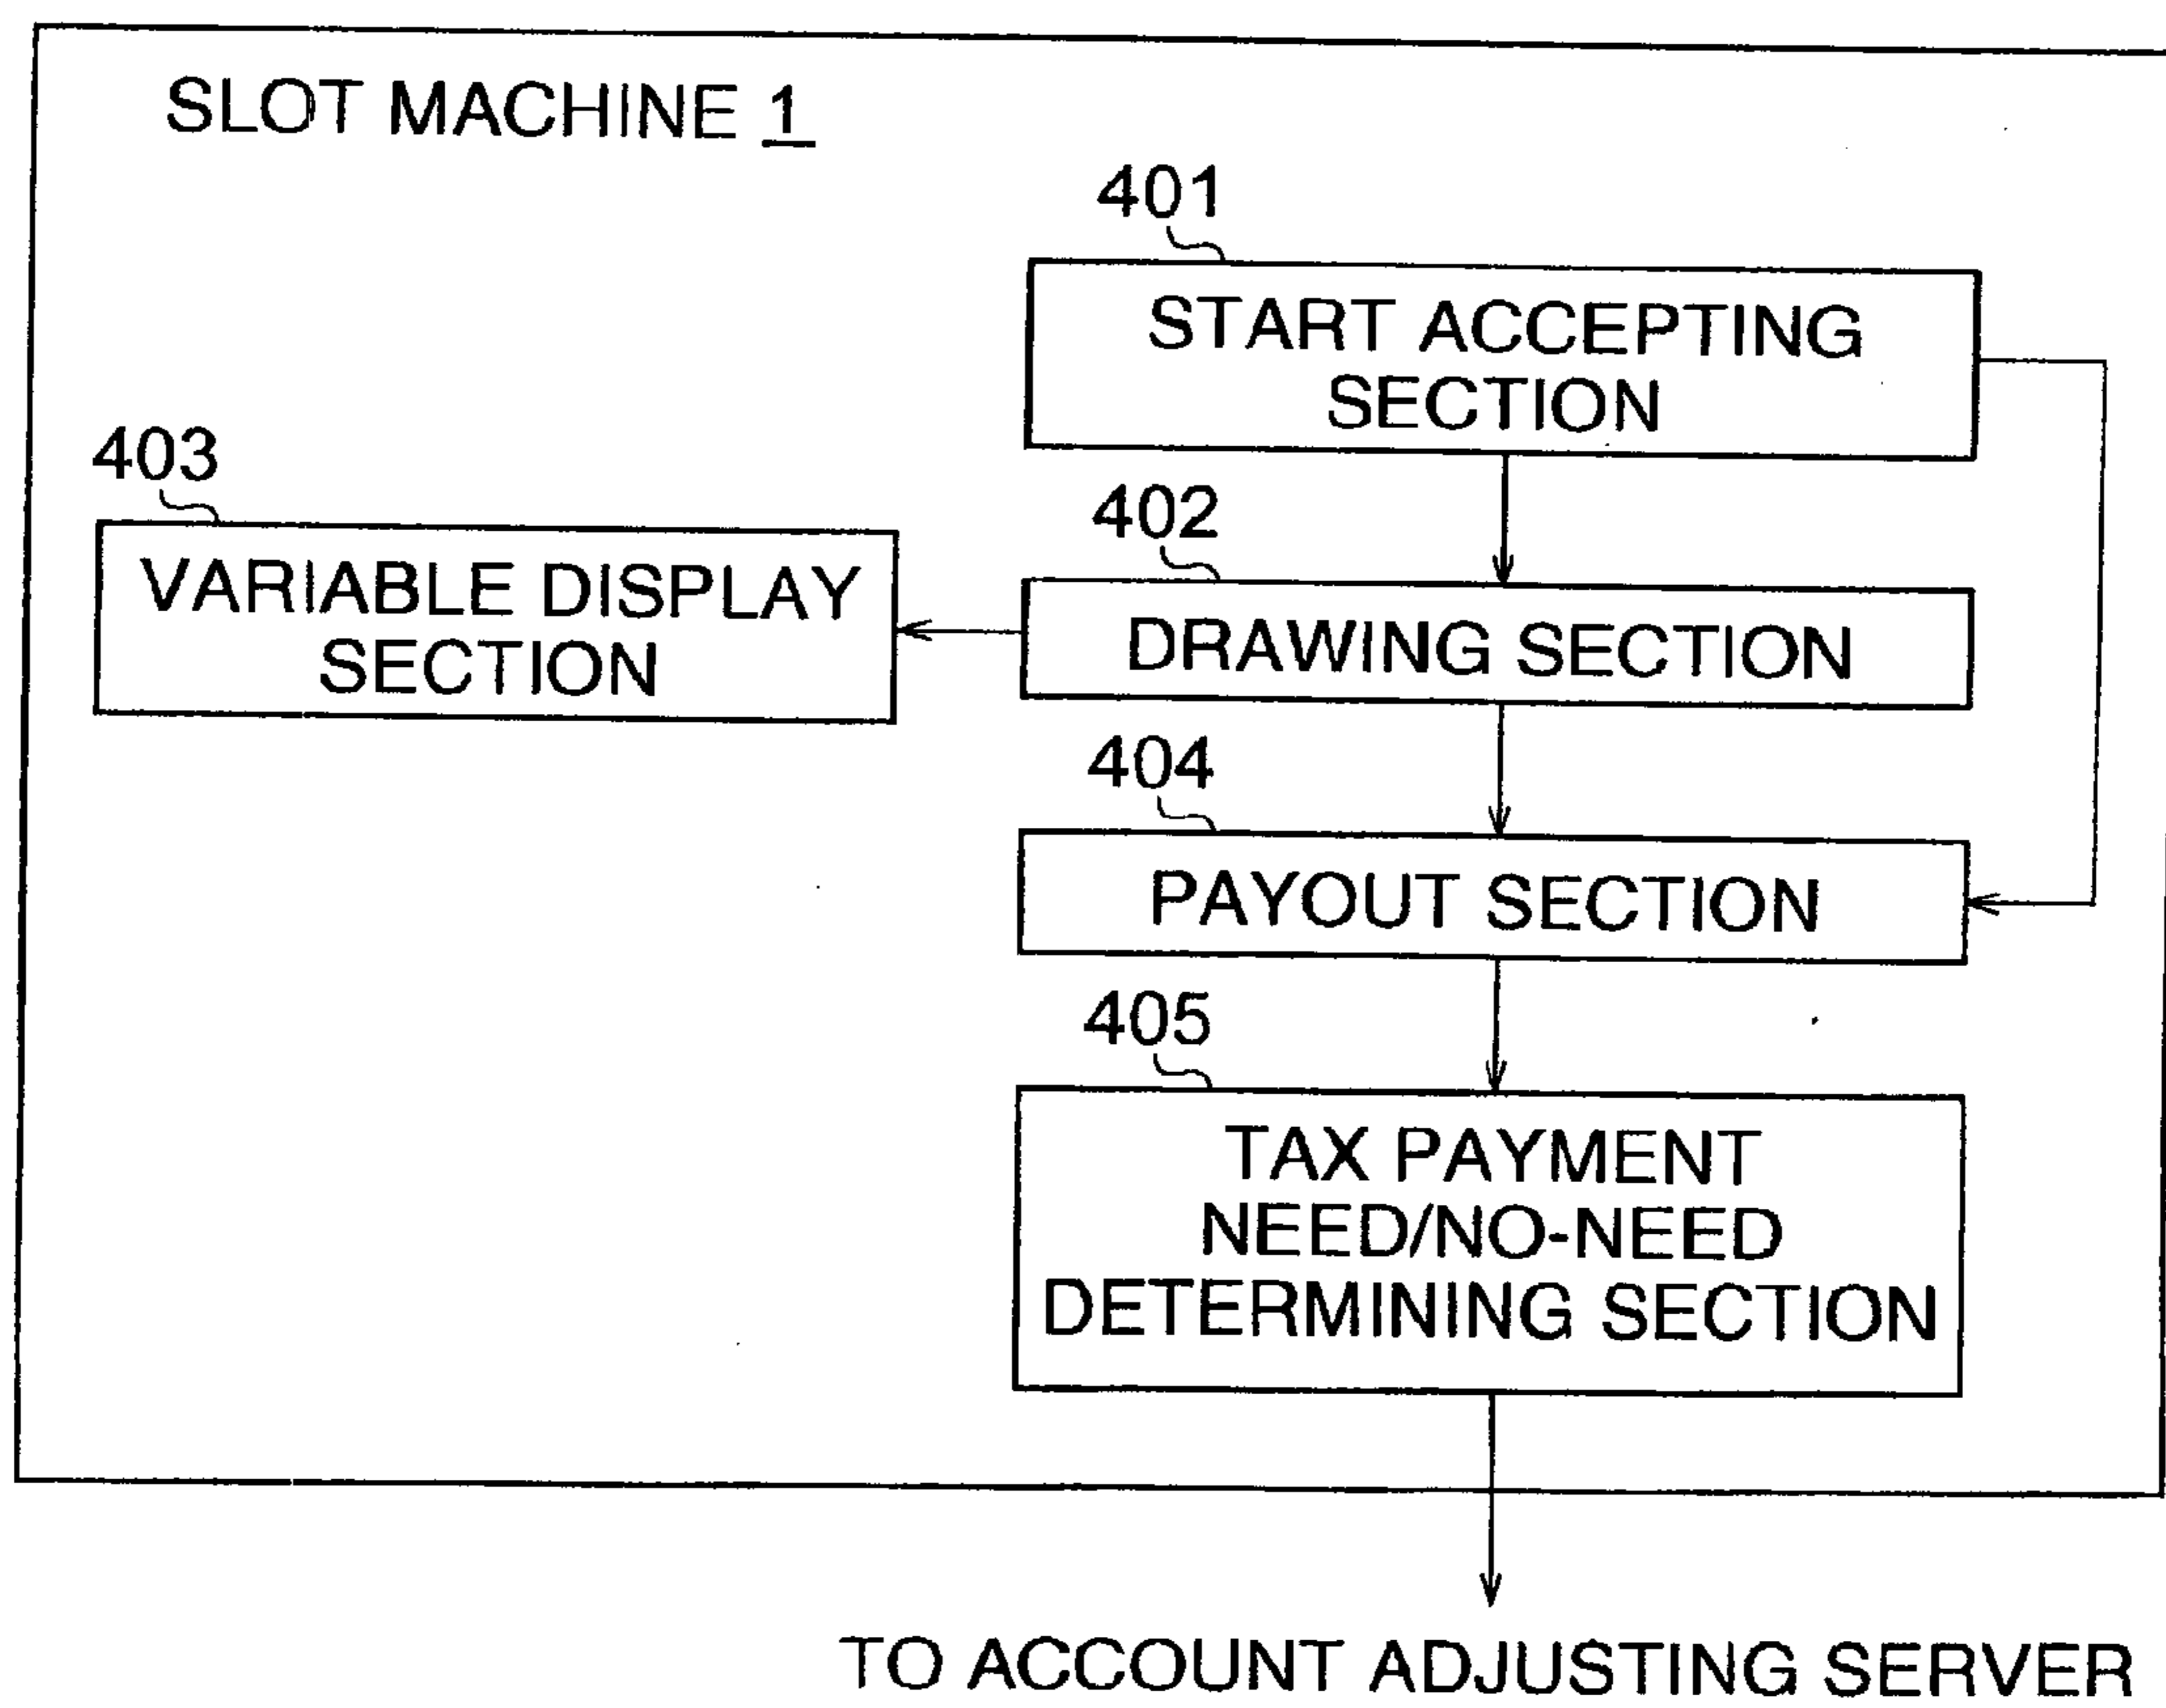 SLOT MACHINE 1
401
START ACCEPTING
SECTION
403
VARIABLE DISPLAY
SECTION
402
DRAWING SECTION
404
PAYOUT SECTION
405
TAX PAYMENT
NEED/NO-NEED
DETERMINING SECTION
TO ACCOUNT ADJUSTING SERVER